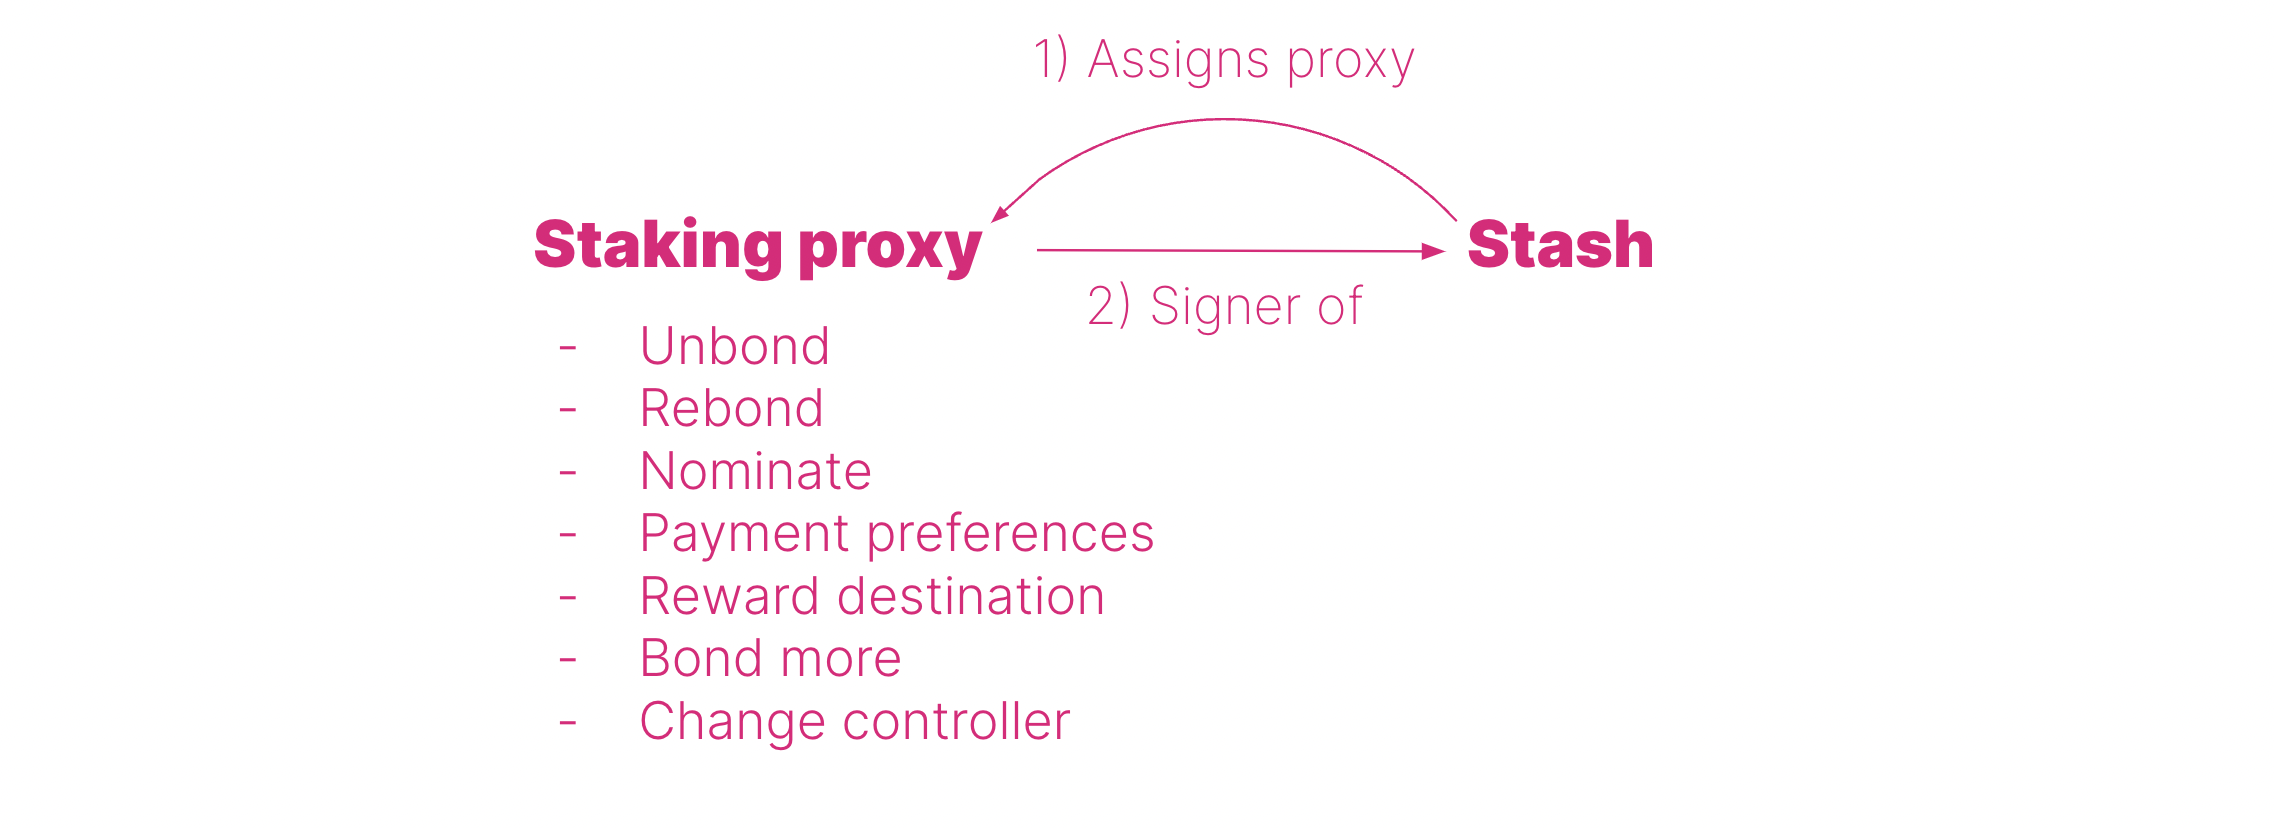 1) Assigns proxy
Staking proxy
Stash
2) Signer of
- Unbond
- Rebond
- Nominate
- Payment preferences
- Reward destination
- Bond more
- Change controller